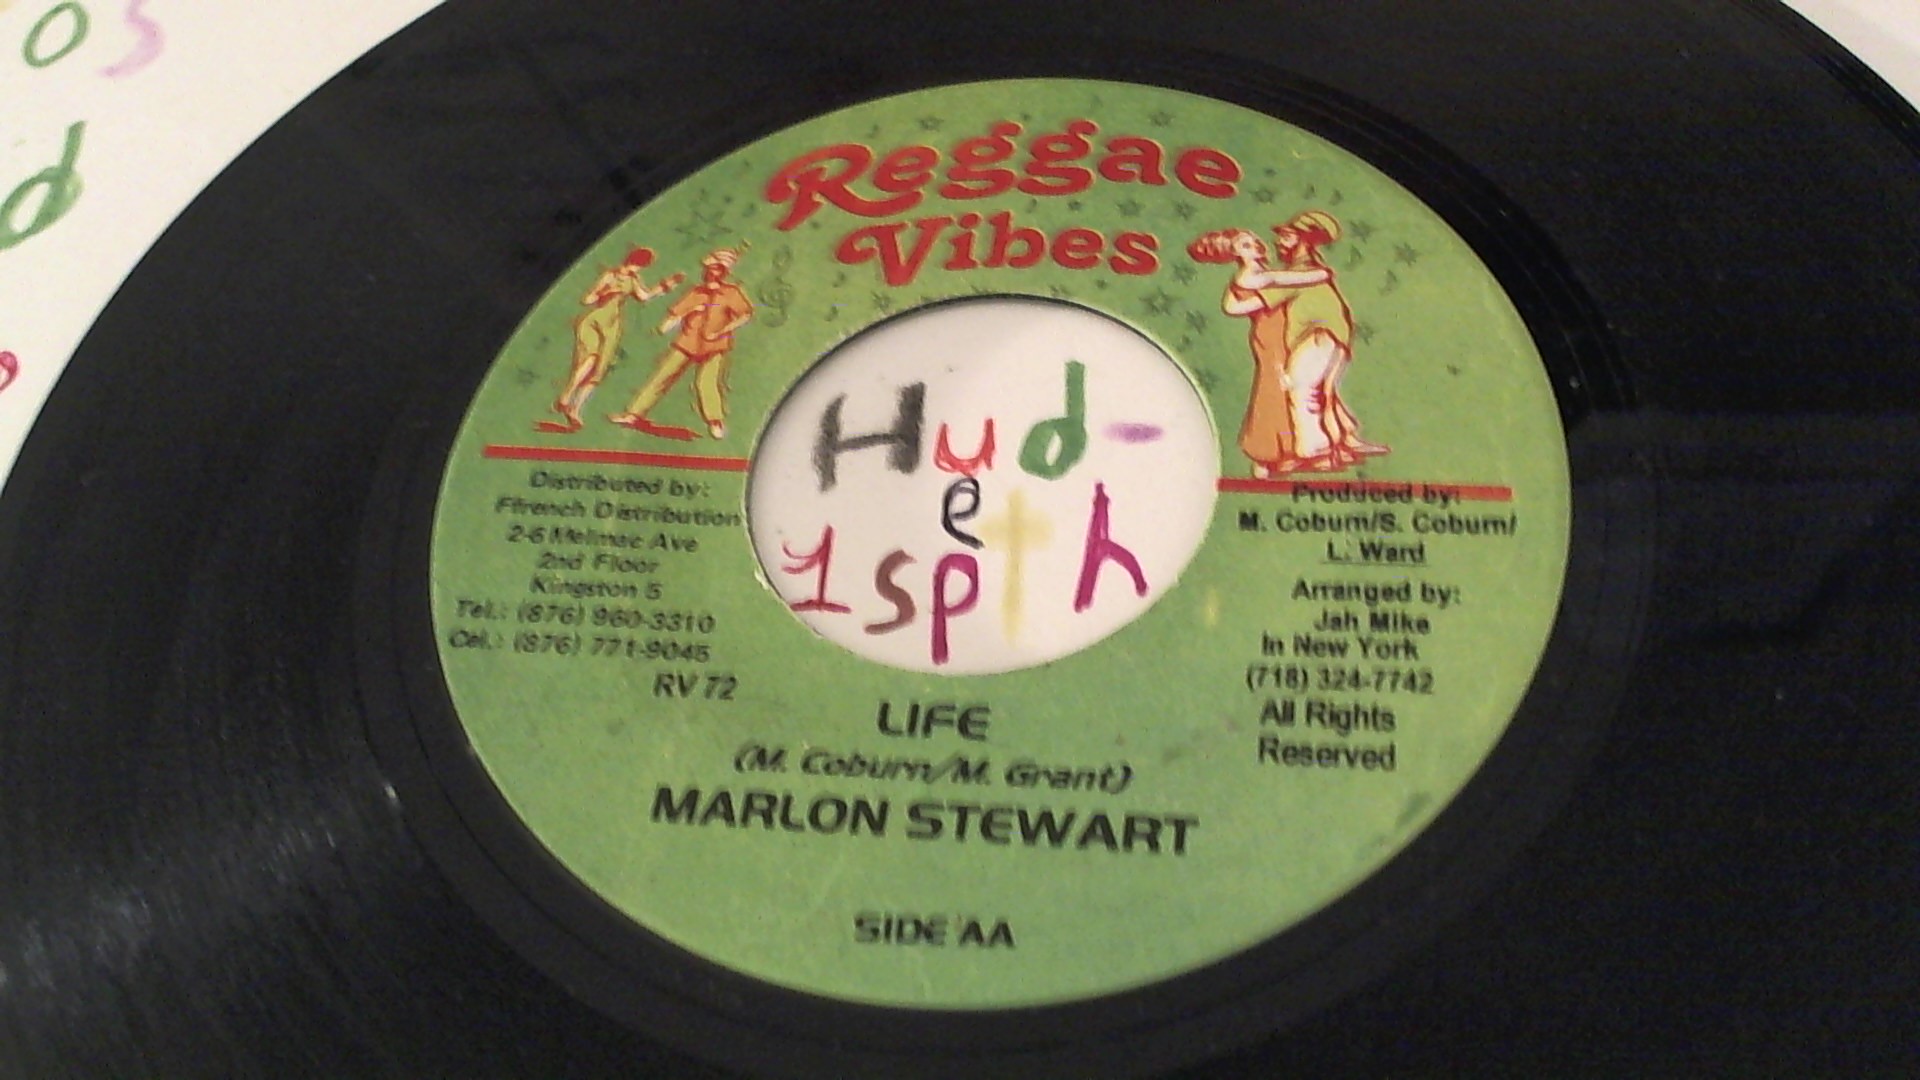 os
d
Reggae
Vibes
Hud-
e
1spth
Distributed by:
Ffrench Distribution
2-6 Melmac Ave
2nd Floor
Kingston 5
Tel.: (876) 960-3310
Cel.: (876) 771-9045
RV 72
Produced by:
M. Coburn/S. Coburn/
L. Ward
Arranged by:
Jah Mike
In New York
(718) 324-7742
All Rights
Reserved
LIFE
(M. Coburn/M. Grant)
MARLON STEWART
SIDE AA